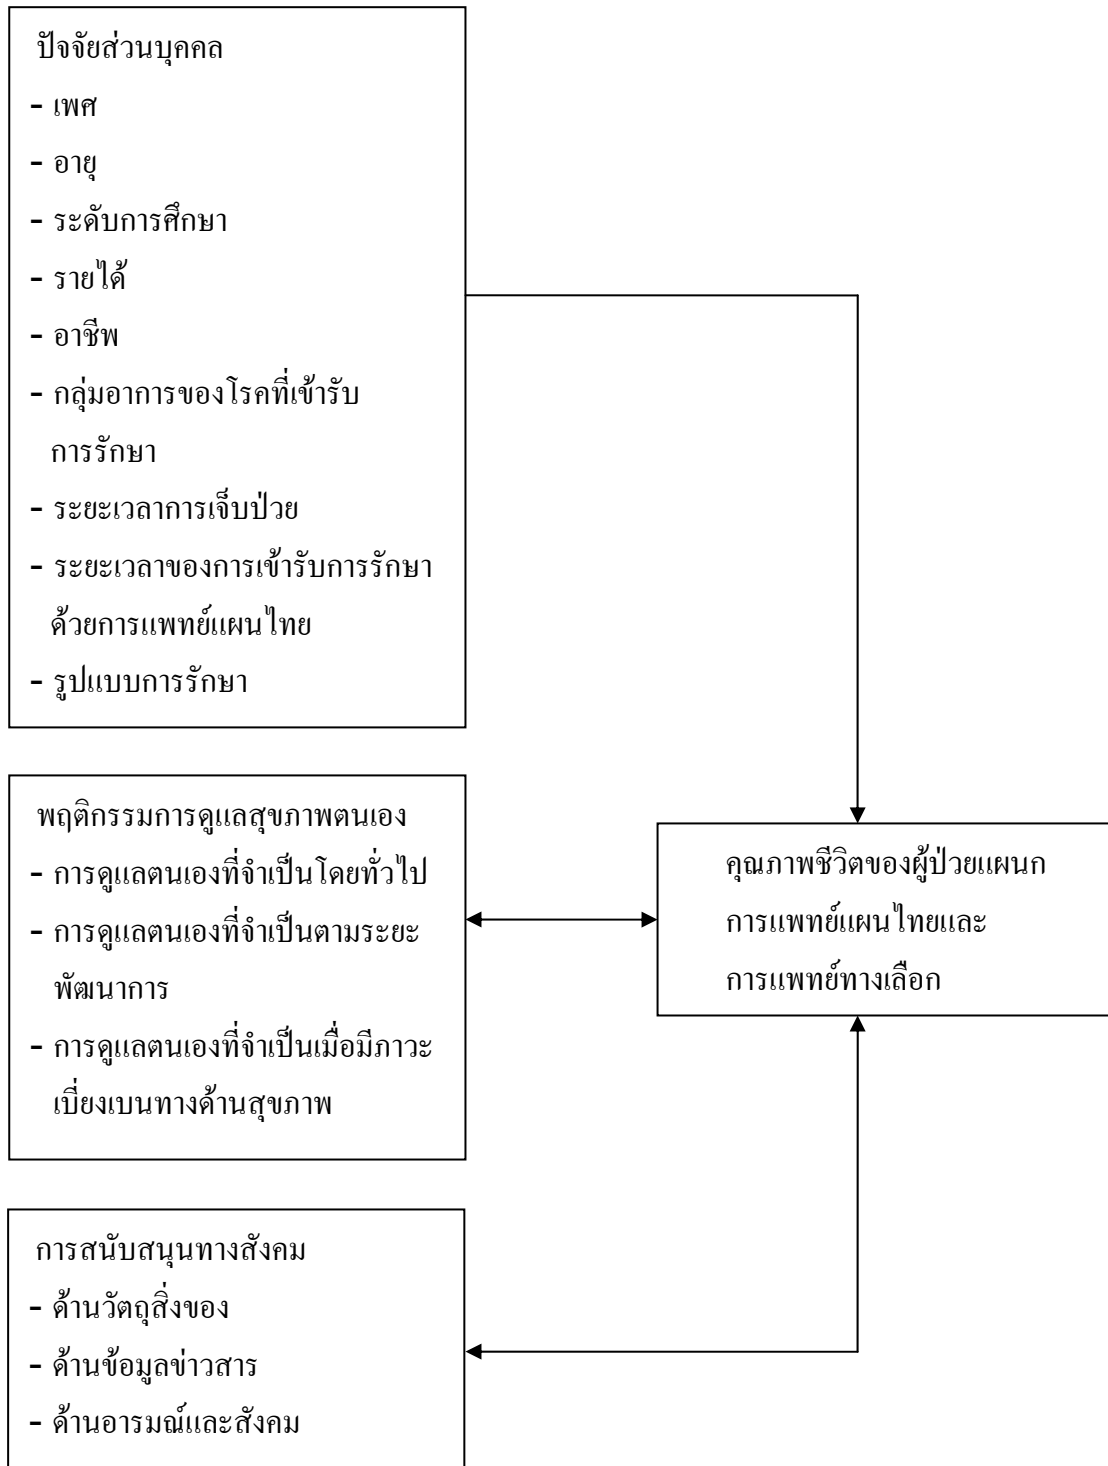 ปัจจัยส่วนบุคคล
- เพศ
- อายุ
- ระดับการศึกษา
- รายได้
- อาชีพ
- กลุ่มอาการของโรคที่เข้ารับ
การรักษา
- ระยะเวลาการเจ็บป่วย
- ระยะเวลาของการเข้ารับการรักษา
ด้วยการแพทย์แผนไทย
- รูปแบบการรักษา
พฤติกรรมการดูแลสุขภาพตนเอง
- การดูแลตนเองที่จำเป็นโดยทั่วไป
- การดูแลตนเองที่จำเป็นตามระยะ
พัฒนาการ
- การดูแลตนเองที่จำเป็นเมื่อมีภาวะ
เบี่ยงเบนทางด้านสุขภาพ
คุณภาพชีวิตของผู้ป่วยแผนก
การแพทย์แผนไทยและ
การแพทย์ทางเลือก
การสนับสนุนทางสังคม
- ด้านวัตถุสิ่งของ
- ด้านข้อมูลข่าวสาร
- ด้านอารมณ์และสังคม